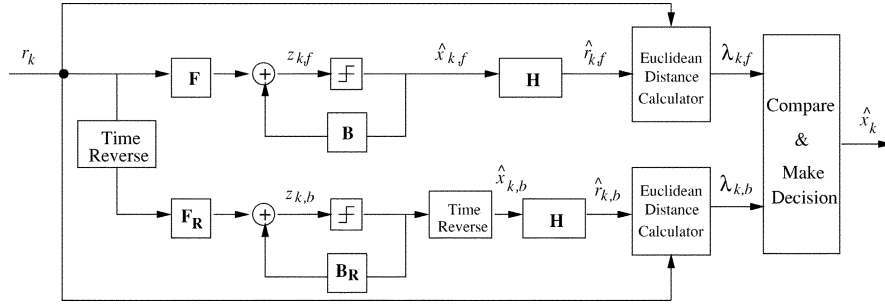 r_k
F
+
z_{k,f}
x̂_{k,f}
B
H
r̂_{k,f}
Euclidean
Distance
Calculator
λ_{k,f}
Time
Reverse
Compare
&
Make
Decision
x̂_k
F_R
+
z_{k,b}
B_R
Time
Reverse
x̂_{k,b}
H
r̂_{k,b}
Euclidean
Distance
Calculator
λ_{k,b}